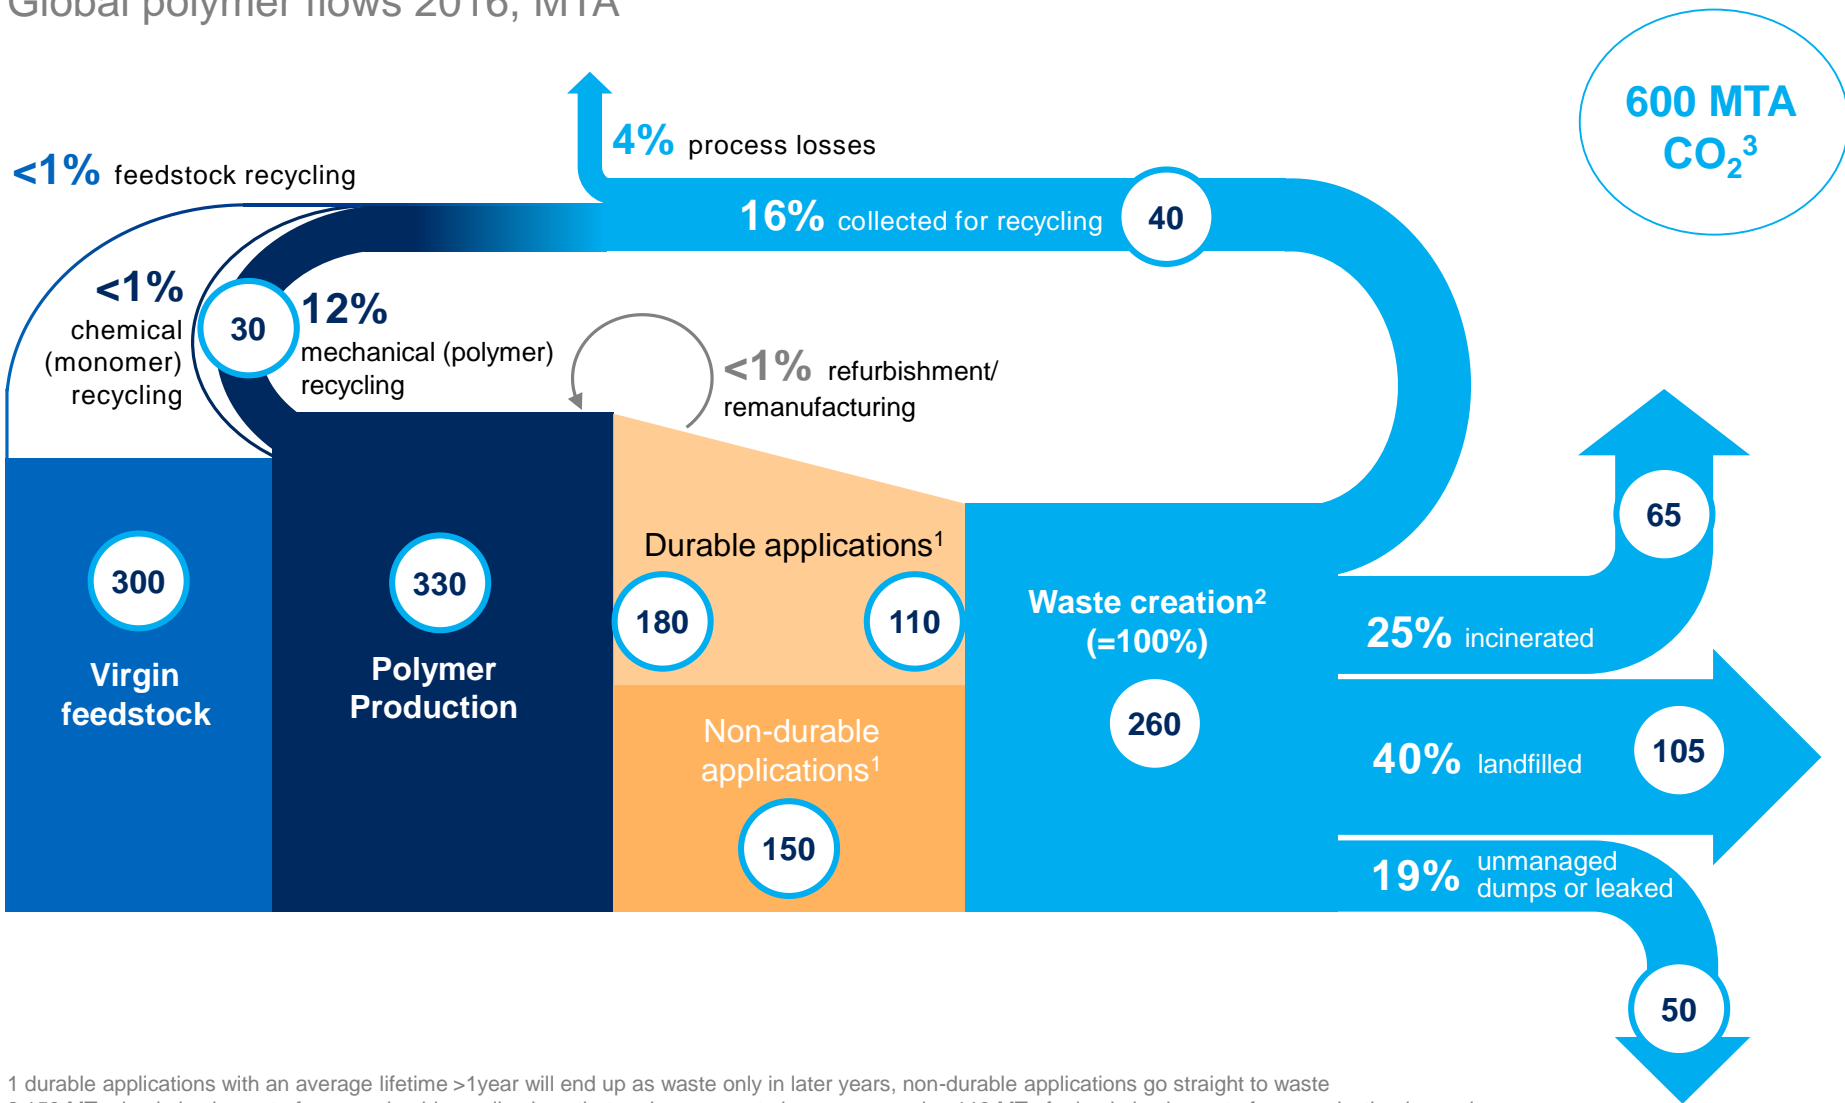 Global polymer flows 2016, MTA
600 MTA
CO₂³
4% process losses
<1% feedstock recycling
16% collected for recycling
40
<1%
chemical
(monomer)
recycling
30
12%
mechanical (polymer)
recycling
<1% refurbishment/
remanufacturing
65
Durable applications¹
300
330
180
110
Virgin
feedstock
Polymer
Production
Waste creation²
(=100%)
260
25% incinerated
Non-durable
applications¹
150
40% landfilled
105
19% unmanaged
dumps or leaked
50
1 durable applications with an average lifetime >1year will end up as waste only in later years, non-durable applications go straight to waste